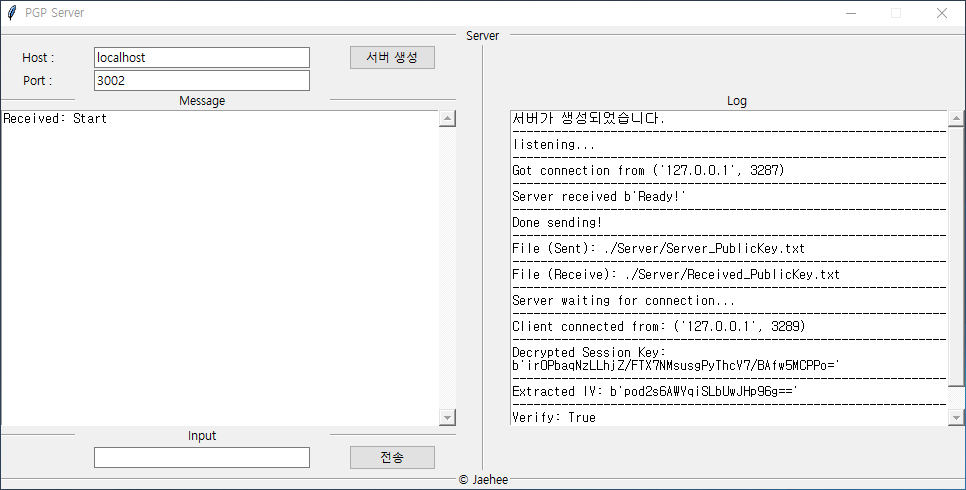 PGP Server
Server
Host :
localhost
서버 생성
Port :
3002
Message
Received: Start
Log
서버가 생성되었습니다.
listening...
Got connection from ('127.0.0.1', 3287)
Server received b'Ready!'
Done sending!
File (Sent): ./Server/Server_PublicKey.txt
File (Receive): ./Server/Received_PublicKey.txt
Server waiting for connection...
Client connected from: ('127.0.0.1', 3289)
Decrypted Session Key:
b'irOPbaqNzLLhjZ/FTX7NMsusgPyThcV7/BAfw5MCPPo='
Extracted IV: b'pod2s6AWYqiSLbUwJHp96g=='
Verify: True
Input
전송
© Jaehee